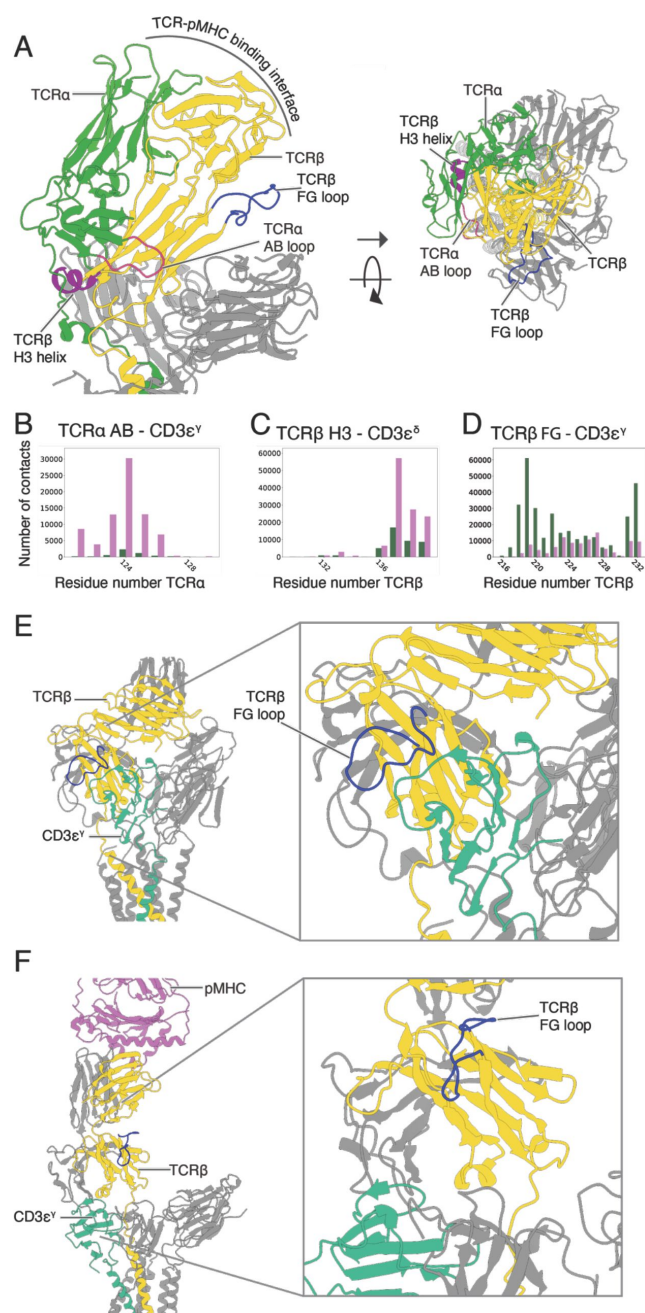 A
TCR-pMHC binding interface
TCRα
TCRβ
TCRβ
FG loop
TCRα
AB loop
TCRβ
H3 helix
TCRα
TCRβ
H3 helix
TCRα
AB loop
TCRβ
TCRβ
FG loop
B
TCRα AB - CD3εᵞ
Number of contacts
30000
25000
20000
15000
10000
5000
0
124
128
Residue number TCRα
C
TCRβ H3 - CD3εᵟ
60000
50000
40000
30000
20000
10000
0
132
136
Residue number TCRβ
D
TCRβ FG - CD3εᵞ
60000
50000
40000
30000
20000
10000
0
216
220
224
228
232
Residue number TCRβ
E
TCRβ
CD3εᵞ
TCRβ
FG loop
F
pMHC
TCRβ
CD3εᵞ
TCRβ
FG loop